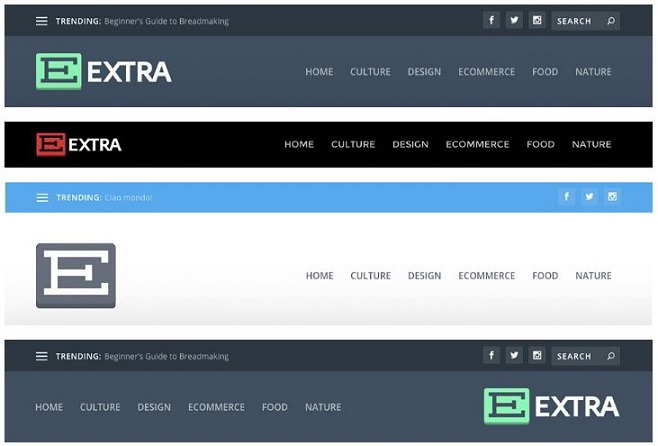 TRENDING: Beginner's Guide to Breadmaking SEARCH
E EXTRA HOME CULTURE DESIGN ECOMMERCE FOOD NATURE
E EXTRA HOME CULTURE DESIGN ECOMMERCE FOOD NATURE
TRENDING: Ciao mondo!
E HOME CULTURE DESIGN ECOMMERCE FOOD NATURE
TRENDING: Beginner's Guide to Breadmaking SEARCH
HOME CULTURE DESIGN ECOMMERCE FOOD NATURE E EXTRA